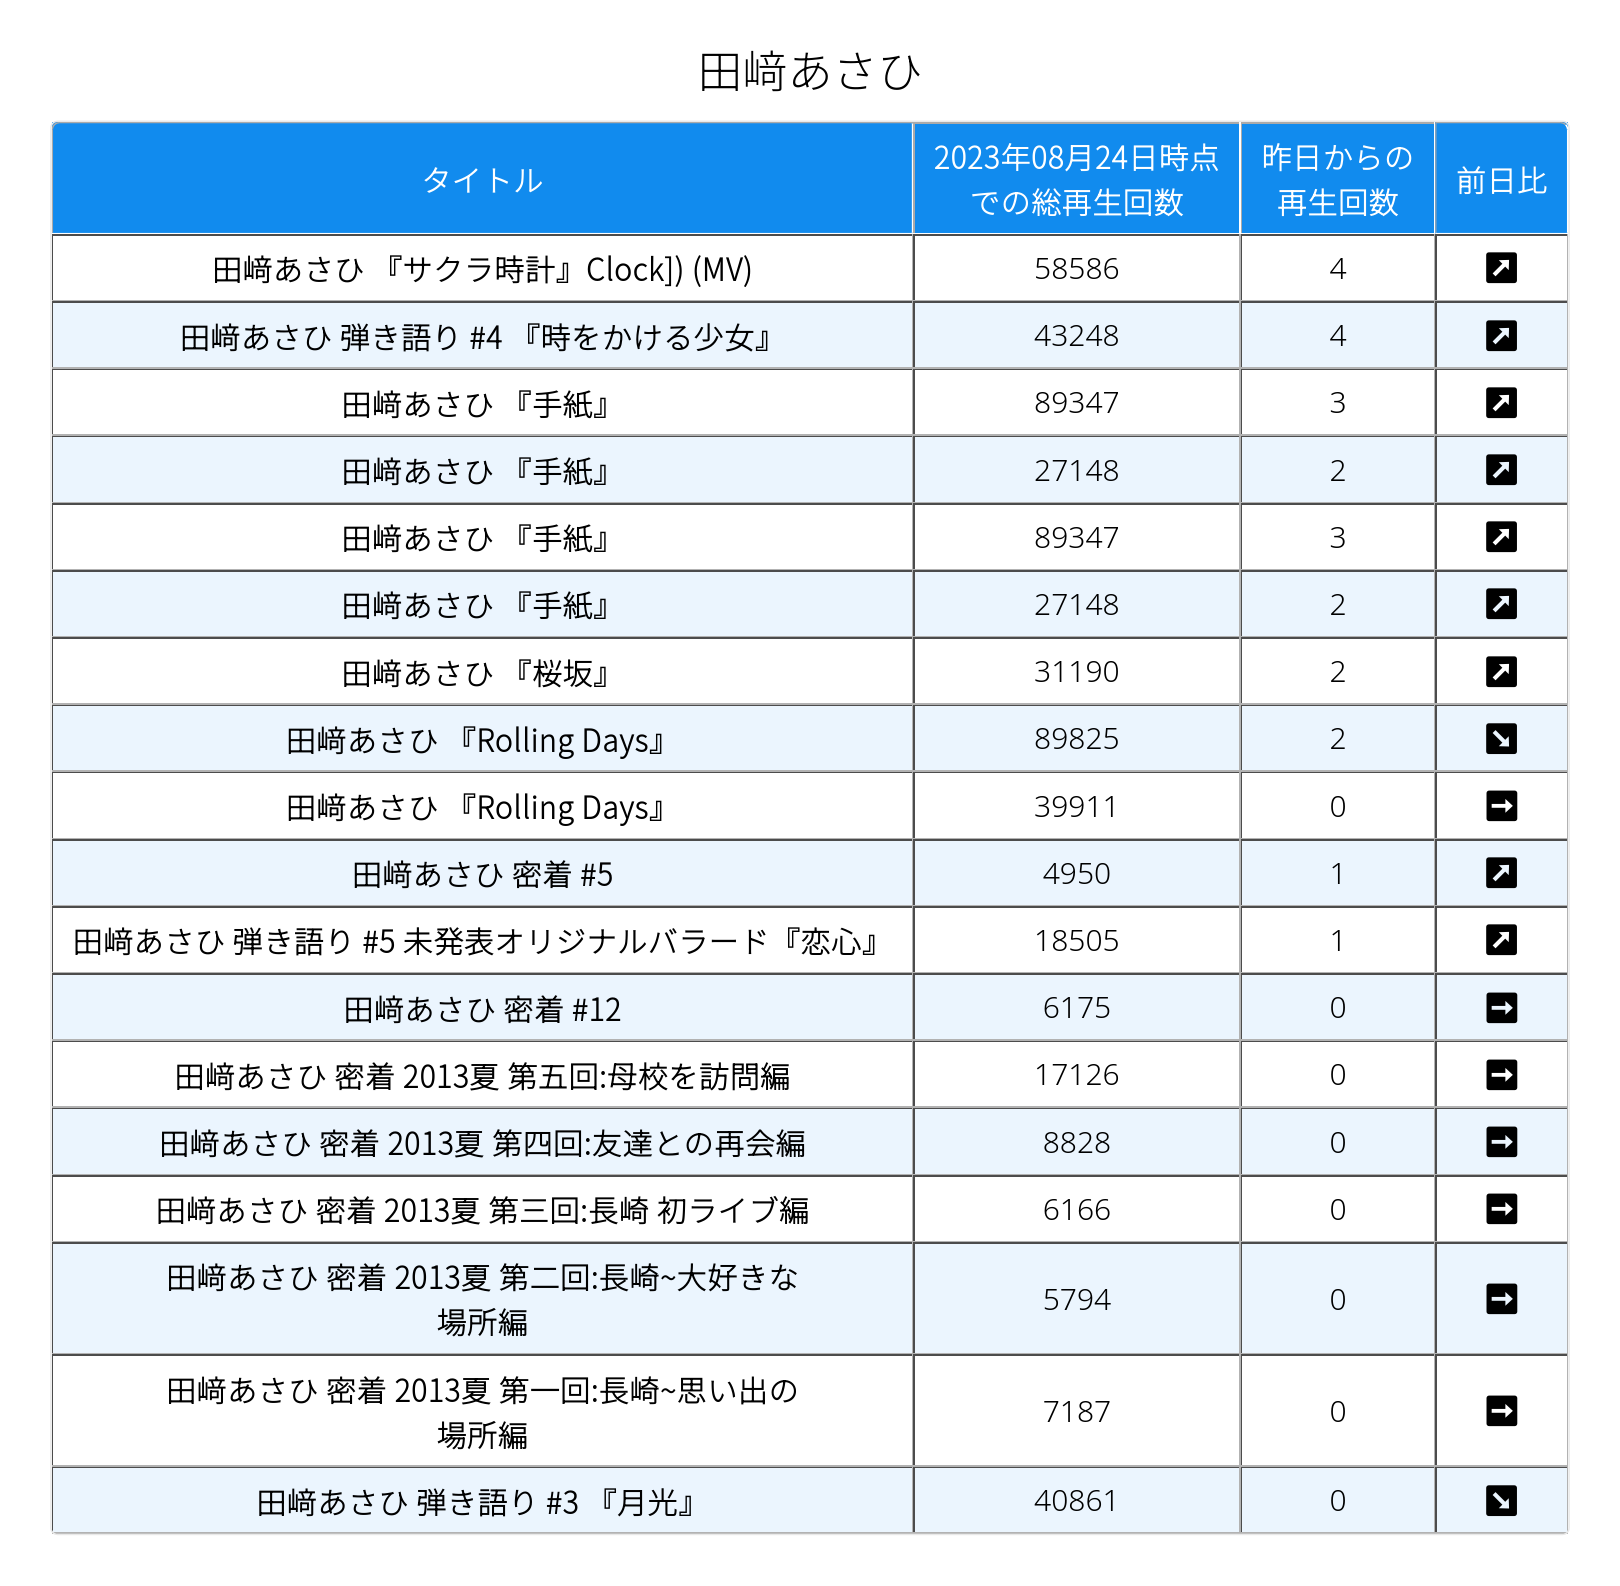 田﨑あさひ
タイトル
2023年08月24日時点
での総再生回数
昨日からの
再生回数
前日比
田﨑あさひ 『サクラ時計』Clock]) (MV) 58586 4
田﨑あさひ 弾き語り #4 『時をかける少女』 43248 4
田﨑あさひ 『手紙』 89347 3
田﨑あさひ 『手紙』 27148 2
田﨑あさひ 『手紙』 89347 3
田﨑あさひ 『手紙』 27148 2
田﨑あさひ 『桜坂』 31190 2
田﨑あさひ 『Rolling Days』 89825 2
田﨑あさひ 『Rolling Days』 39911 0
田﨑あさひ 密着 #5 4950 1
田﨑あさひ 弾き語り #5 未発表オリジナルバラード『恋心』 18505 1
田﨑あさひ 密着 #12 6175 0
田﨑あさひ 密着 2013夏 第五回:母校を訪問編 17126 0
田﨑あさひ 密着 2013夏 第四回:友達との再会編 8828 0
田﨑あさひ 密着 2013夏 第三回:長崎 初ライブ編 6166 0
田﨑あさひ 密着 2013夏 第二回:長崎~大好きな
場所編 5794 0
田﨑あさひ 密着 2013夏 第一回:長崎~思い出の
場所編 7187 0
田﨑あさひ 弾き語り #3 『月光』 40861 0